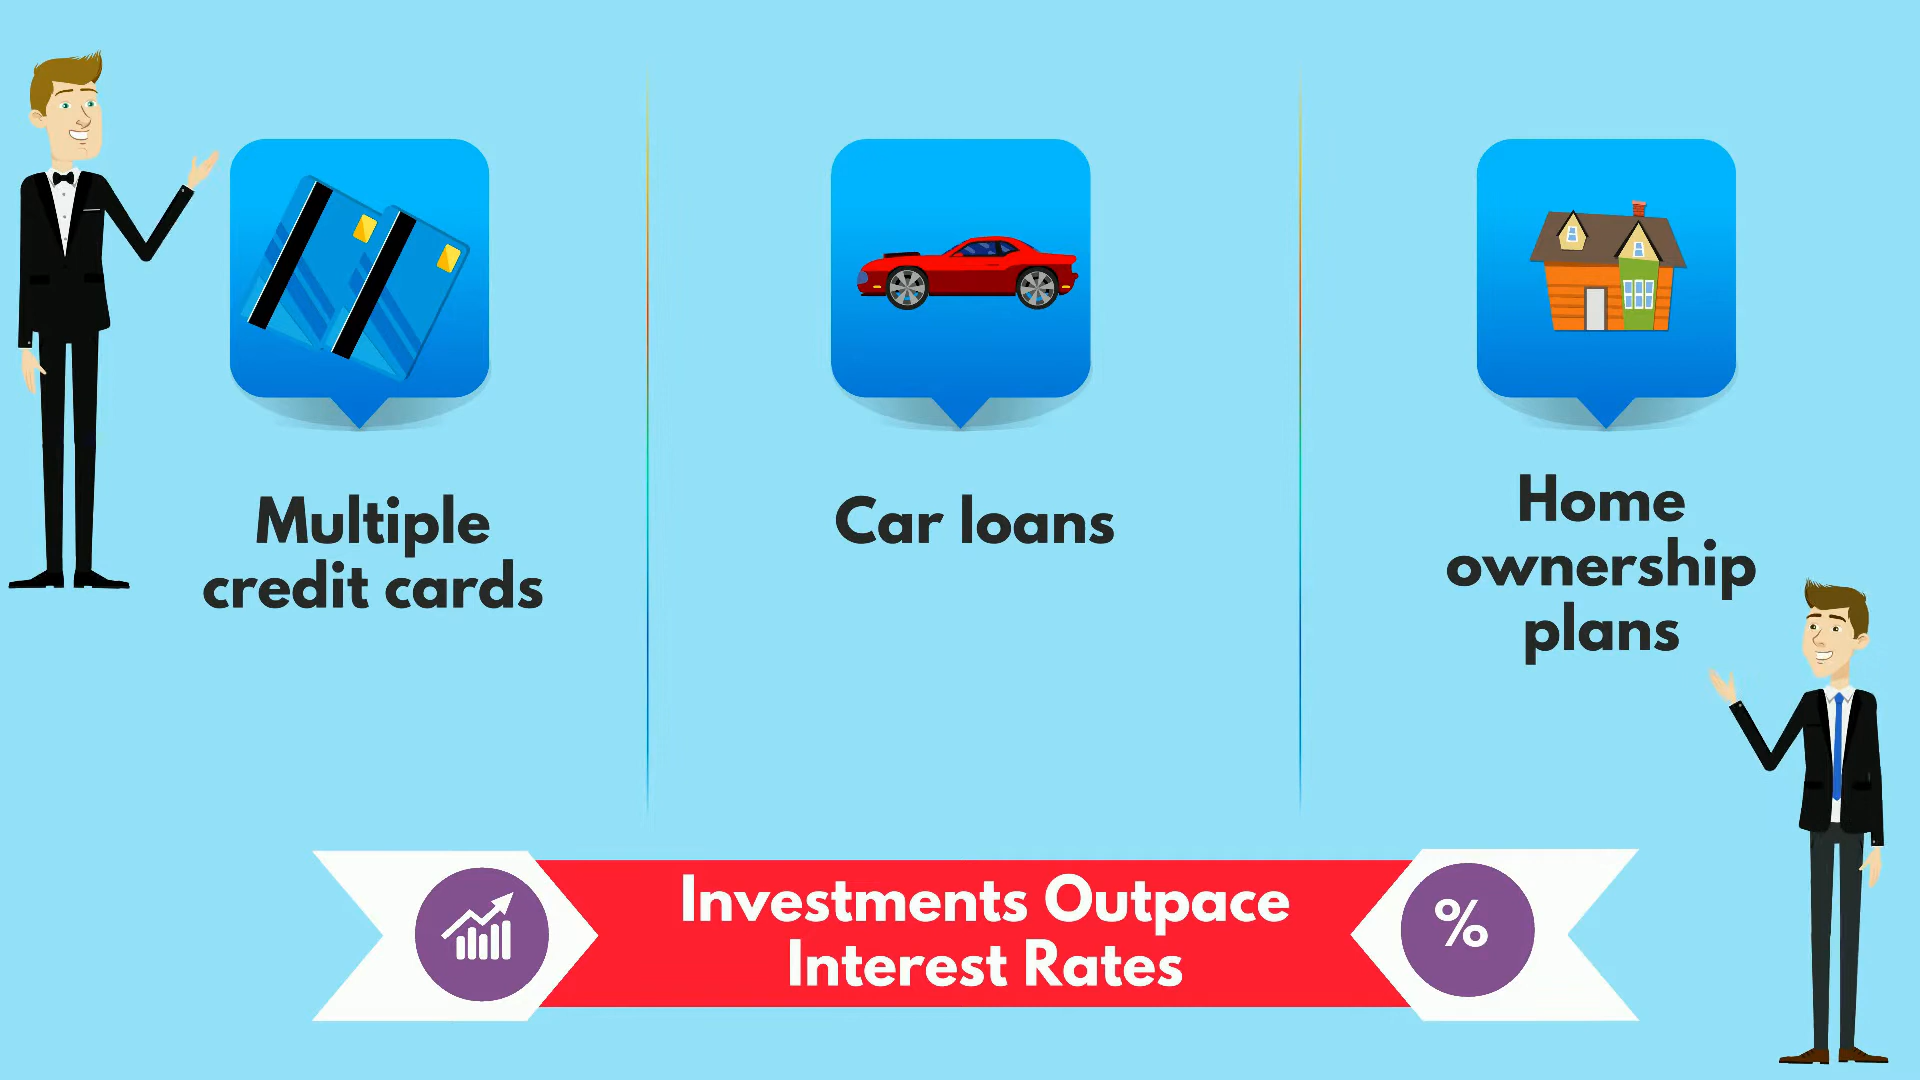 Multiple
credit cards
Car loans
Home
ownership
plans
Investments Outpace
Interest Rates
%